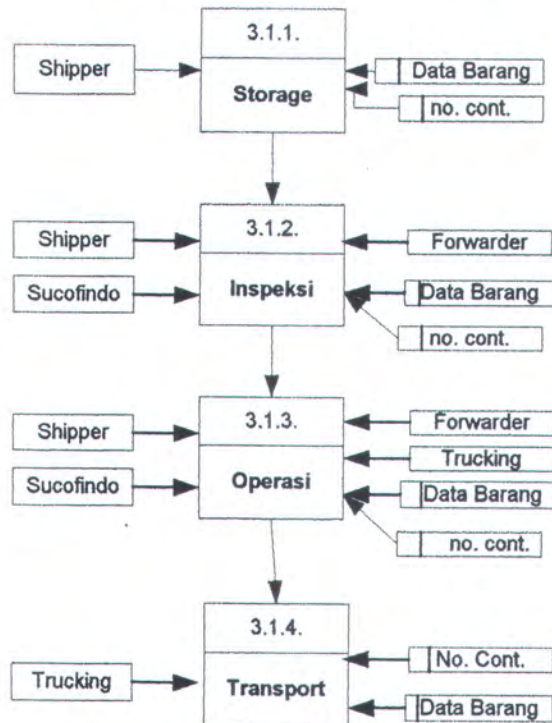 3.1.1.
Shipper
Storage
Data Barang
no. cont.
3.1.2.
Shipper
Forwarder
Sucofindo
Inspeksi
Data Barang
no. cont.
3.1.3.
Shipper
Forwarder
Trucking
Sucofindo
Operasi
Data Barang
no. cont.
3.1.4.
No. Cont.
Trucking
Transport
Data Barang